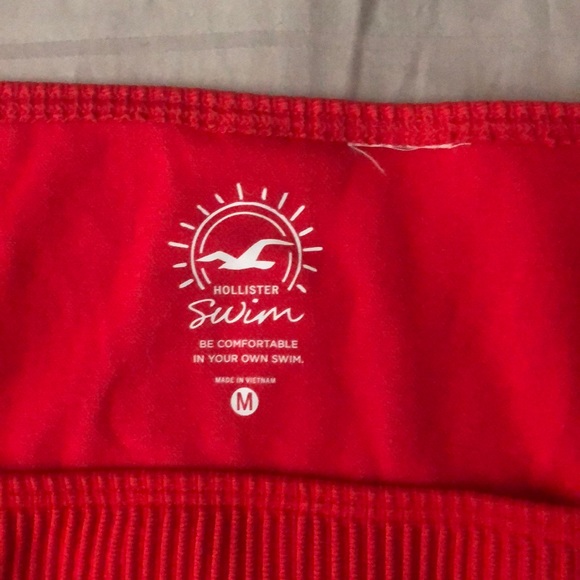 HOLLISTER
Swim
BE COMFORTABLE
IN YOUR OWN SWIM.
MADE IN VIETNAM
M